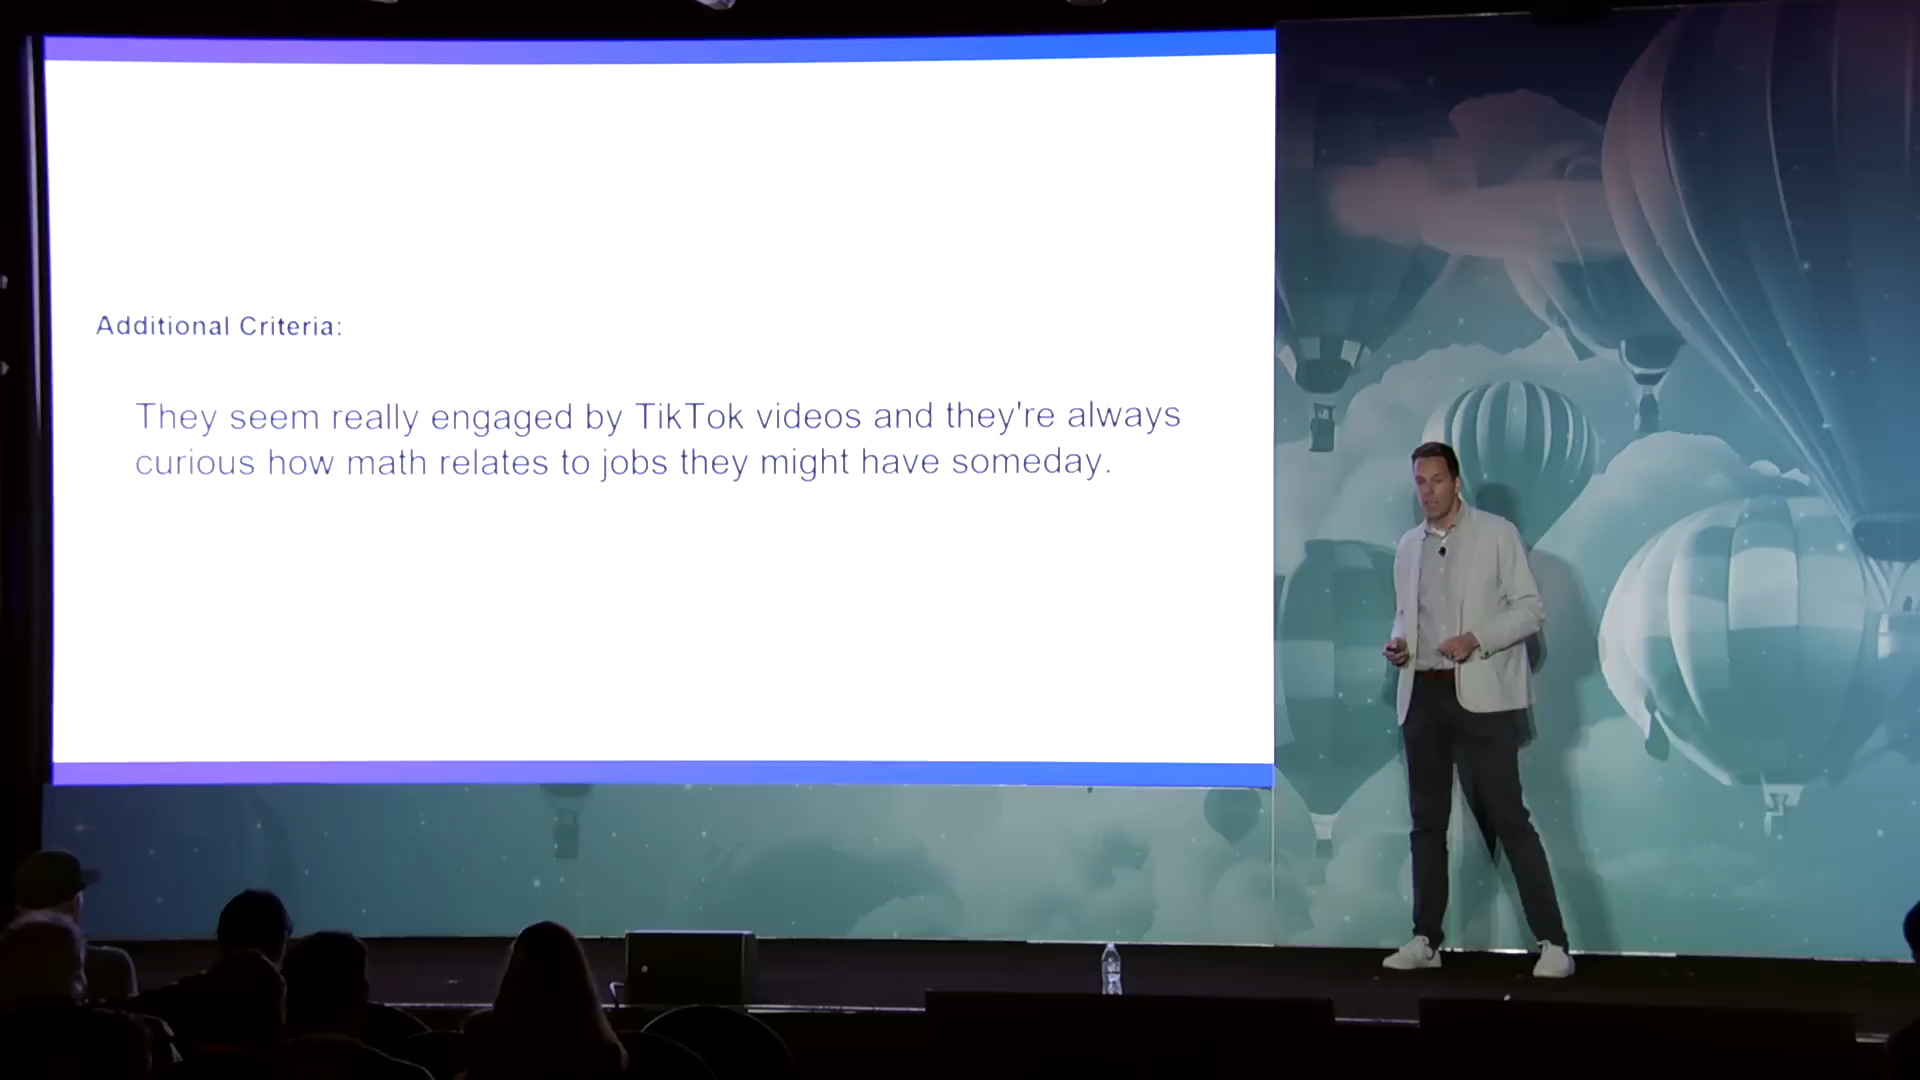 Additional Criteria:
They seem really engaged by TikTok videos and they're always
curious how math relates to jobs they might have someday.